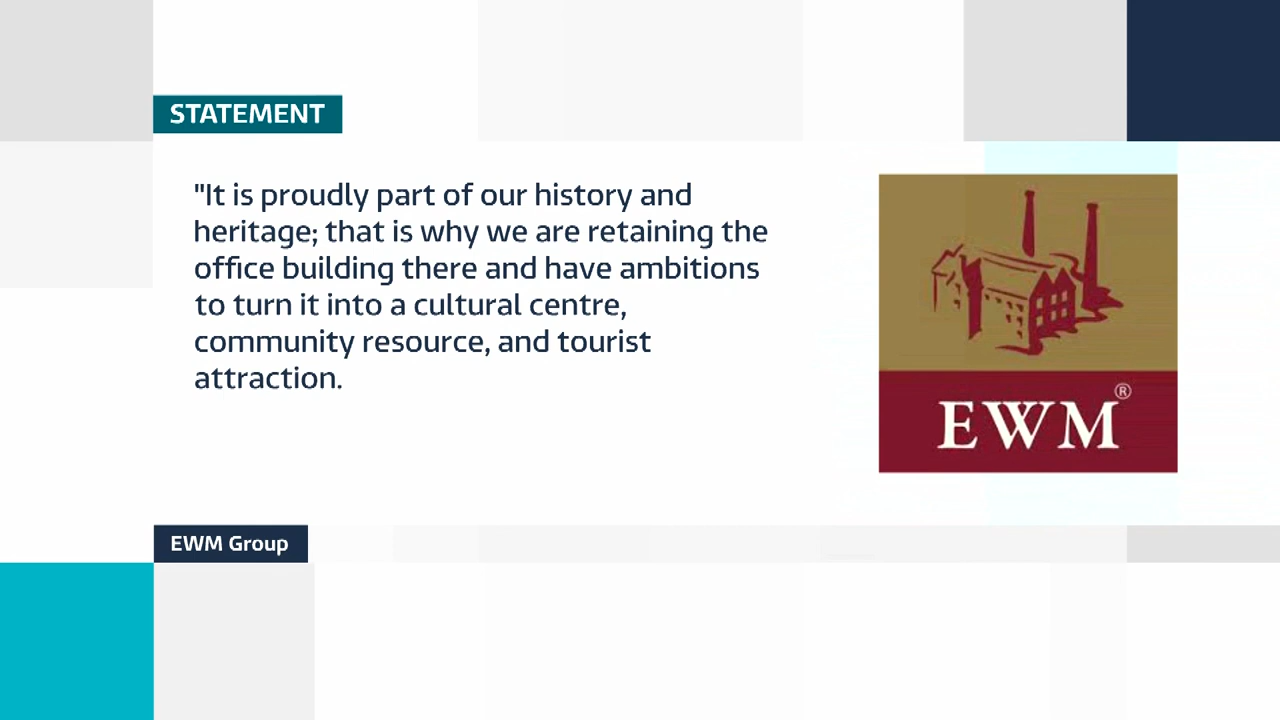 STATEMENT
"It is proudly part of our history and
heritage; that is why we are retaining the
office building there and have ambitions
to turn it into a cultural centre,
community resource, and tourist
attraction.
EWM®
EWM Group